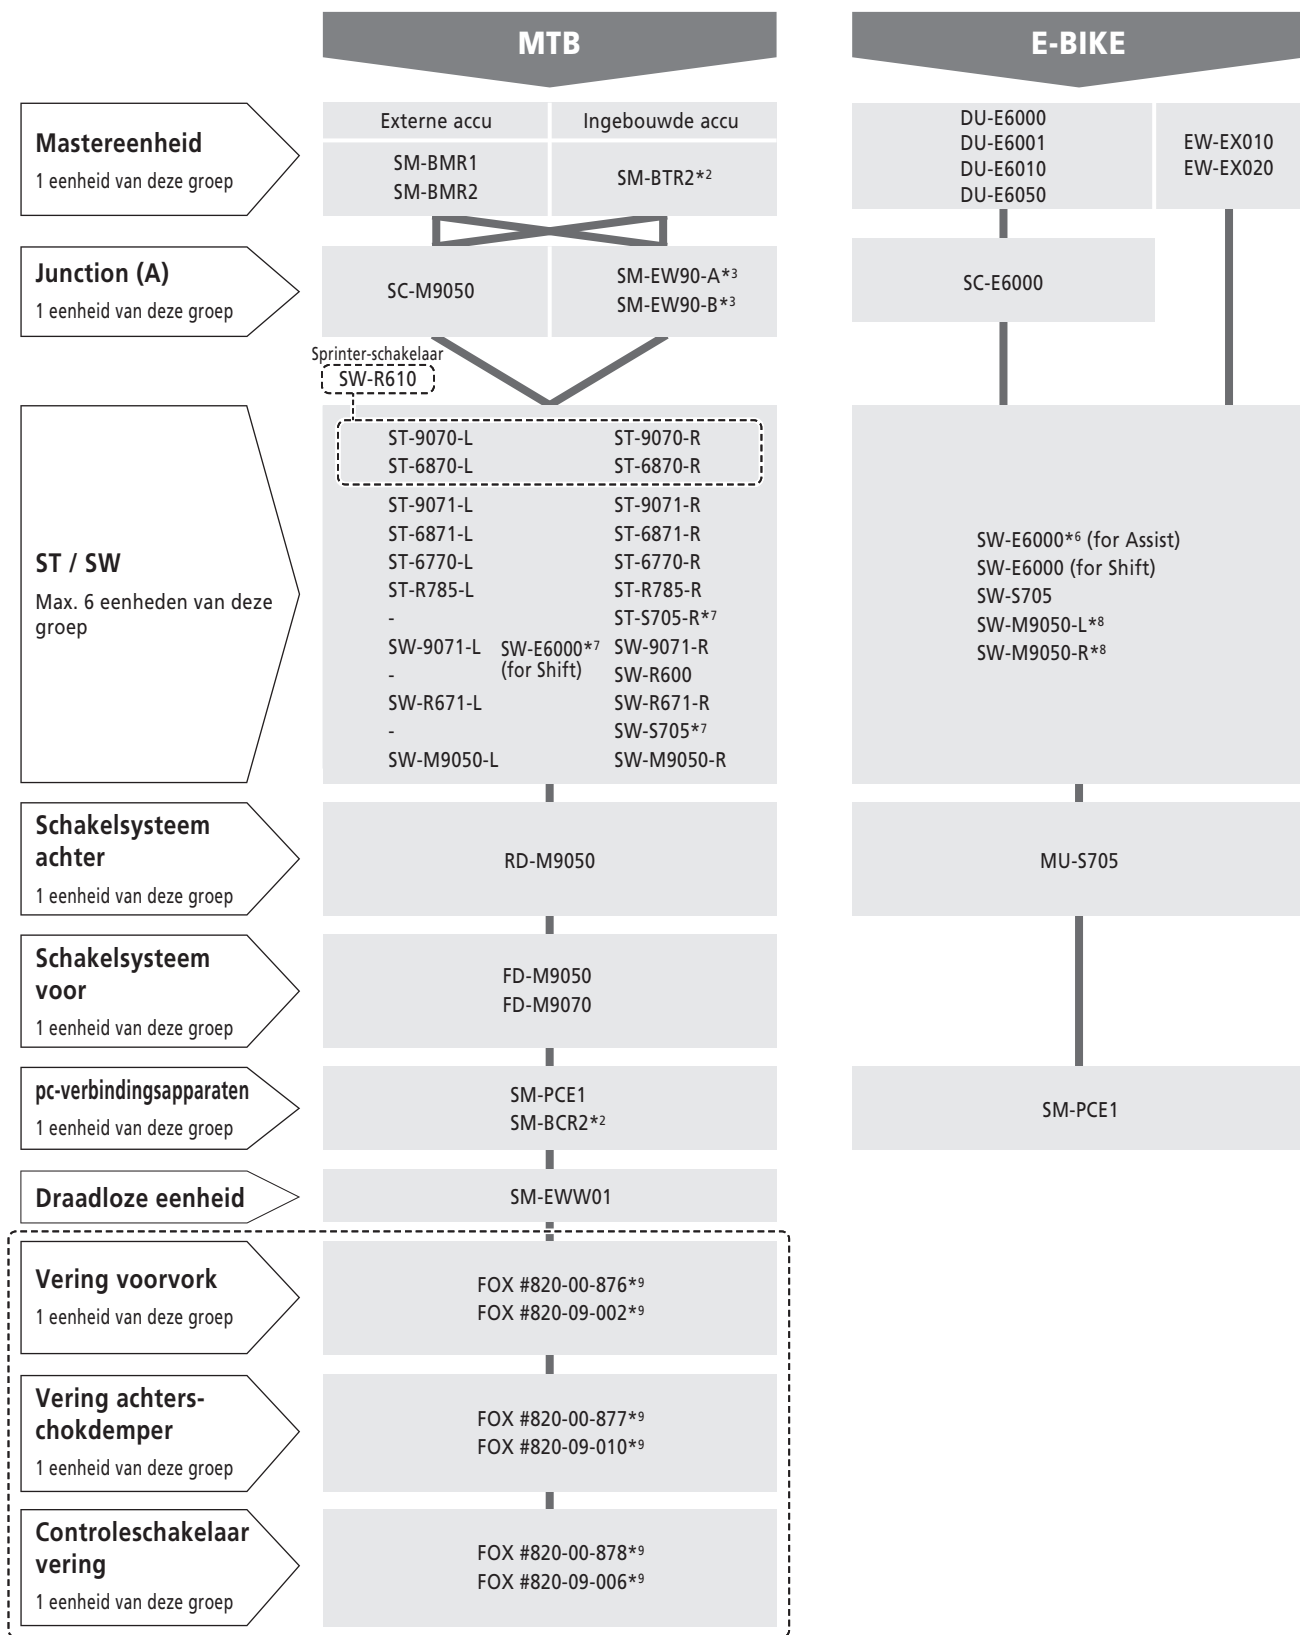 MTB
E-BIKE
Mastereenheid
1 eenheid van deze groep
Externe accu
Ingebouwde accu
SM-BMR1
SM-BMR2
SM-BTR2*2
DU-E6000
DU-E6001
DU-E6010
DU-E6050
EW-EX010
EW-EX020
Junction (A)
1 eenheid van deze groep
SC-M9050
SM-EW90-A*3
SM-EW90-B*3
SC-E6000
Sprinter-schakelaar
SW-R610
ST / SW
Max. 6 eenheden van deze
groep
ST-9070-L ST-9070-R
ST-6870-L ST-6870-R
ST-9071-L ST-9071-R
ST-6871-L ST-6871-R
ST-6770-L ST-6770-R
ST-R785-L ST-R785-R
- ST-S705-R*7
SW-9071-L SW-E6000*7 SW-9071-R
- (for Shift) SW-R600
SW-R671-L SW-R671-R
- SW-S705*7
SW-M9050-L SW-M9050-R
SW-E6000*6 (for Assist)
SW-E6000 (for Shift)
SW-S705
SW-M9050-L*8
SW-M9050-R*8
Schakelsysteem
achter
1 eenheid van deze groep
RD-M9050
MU-S705
Schakelsysteem
voor
1 eenheid van deze groep
FD-M9050
FD-M9070
pc-verbindingsapparaten
1 eenheid van deze groep
SM-PCE1
SM-BCR2*2
SM-PCE1
Draadloze eenheid
SM-EWW01
Vering voorvork
1 eenheid van deze groep
FOX #820-00-876*9
FOX #820-09-002*9
Vering achters-
chokdemper
1 eenheid van deze groep
FOX #820-00-877*9
FOX #820-09-010*9
Controleschakelaar
vering
1 eenheid van deze groep
FOX #820-00-878*9
FOX #820-09-006*9